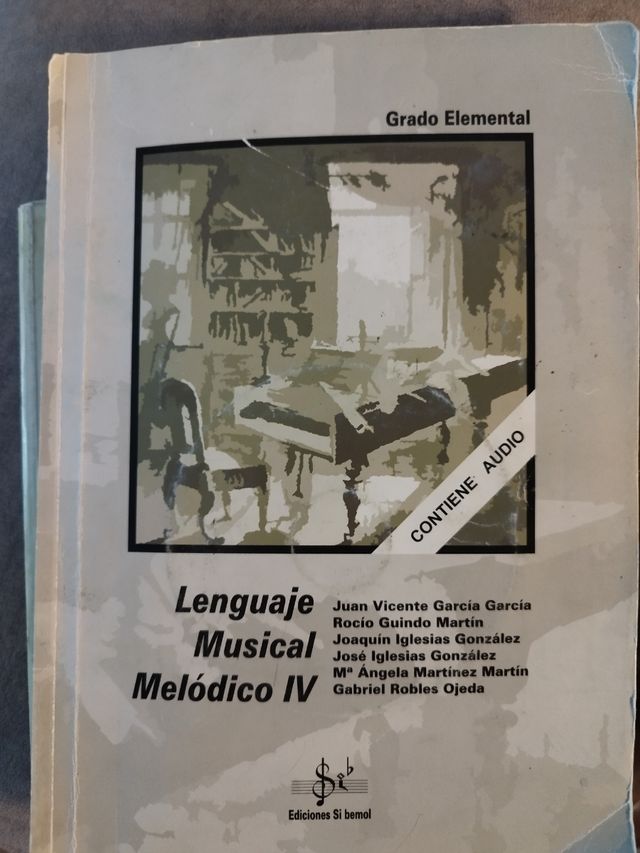 Grado Elemental
CONTIENE AUDIO
Lenguaje
Musical
Melódico IV
Juan Vicente García García
Rocío Guindo Martín
Joaquín Iglesias González
José Iglesias González
Mª Ángela Martínez Martín
Gabriel Robles Ojeda
Ediciones Si bemol